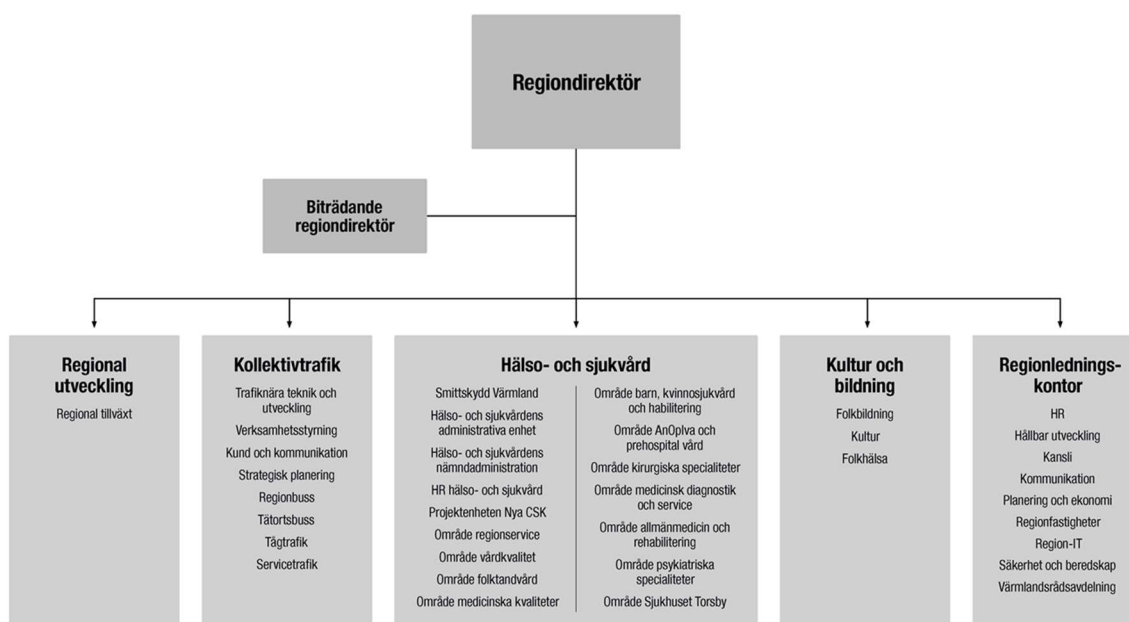 Regiondirektör
Biträdande
regiondirektör
Regional
utveckling
Regional tillväxt
Kollektivtrafik
Trafiknära teknik och
utveckling
Verksamhetsstyrning
Kund och kommunikation
Strategisk planering
Regionbuss
Tätortsbuss
Tågtrafik
Servicetrafik
Hälso- och sjukvård
Smittskydd Värmland
Hälso- och sjukvårdens
administrativa enhet
Hälso- och sjukvårdens
nämndadministration
HR hälso- och sjukvård
Projektenheten Nya CSK
Område regionservice
Område vårdkvalitet
Område folktandvård
Område medicinska kvaliteter
Område barn, kvinnosjukvård
och habilitering
Område AnOpIva och
prehospital vård
Område kirurgiska specialiteter
Område medicinsk diagnostik
och service
Område allmänmedicin och
rehabilitering
Område psykiatriska
specialiteter
Område Sjukhuset Torsby
Kultur och
bildning
Folkbildning
Kultur
Folkhälsa
Regionlednings-
kontor
HR
Hållbar utveckling
Kansli
Kommunikation
Planering och ekonomi
Regionfastigheter
Region-IT
Säkerhet och beredskap
Värmlandsrådsavdelning